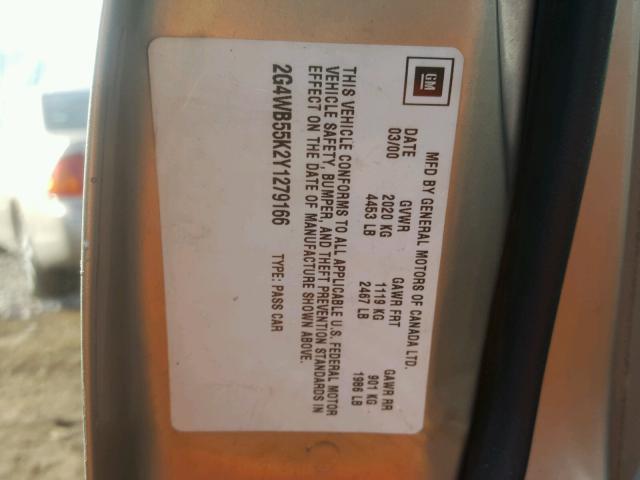 GM
MFD BY GENERAL MOTORS OF CANADA LTD.
DATE GVWR GAWR FRT GAWR RR
03/00 2020 KG 1119 KG 901 KG
4453 LB 2467 LB 1986 LB
THIS VEHICLE CONFORMS TO ALL APPLICABLE U.S. FEDERAL MOTOR
VEHICLE SAFETY, BUMPER, AND THEFT PREVENTION STANDARDS IN
EFFECT ON THE DATE OF MANUFACTURE SHOWN ABOVE.
2G4WB55K2Y1279166 TYPE: PASS CAR